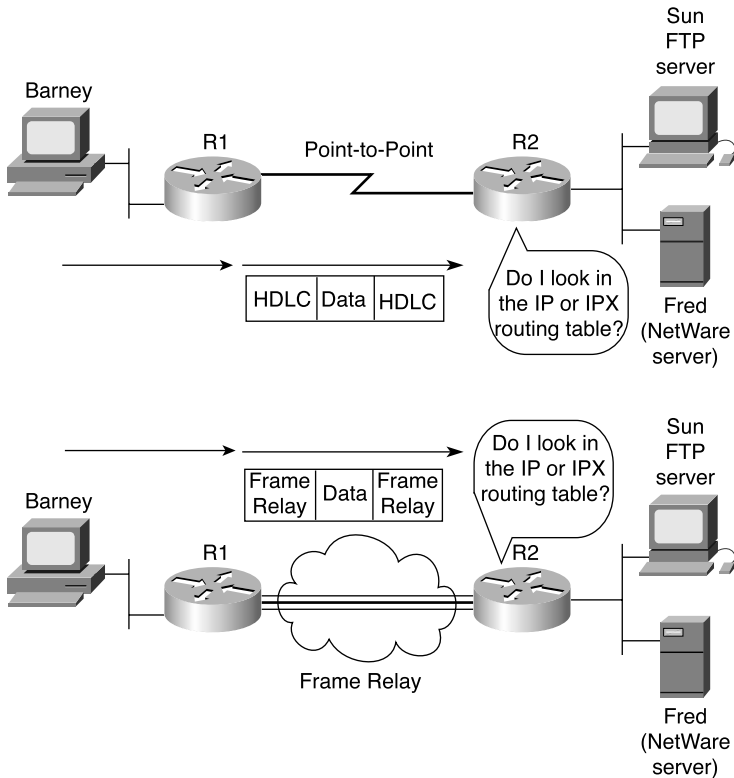 Sun
FTP
server
Barney
R1
Point-to-Point
R2
HDLC Data HDLC
Do I look in
the IP or IPX
routing table?
Fred
(NetWare
server)
Sun
FTP
server
Do I look in
the IP or IPX
routing table?
Frame
Relay
Data
Frame
Relay
Barney
R1
R2
Frame Relay
Fred
(NetWare
server)